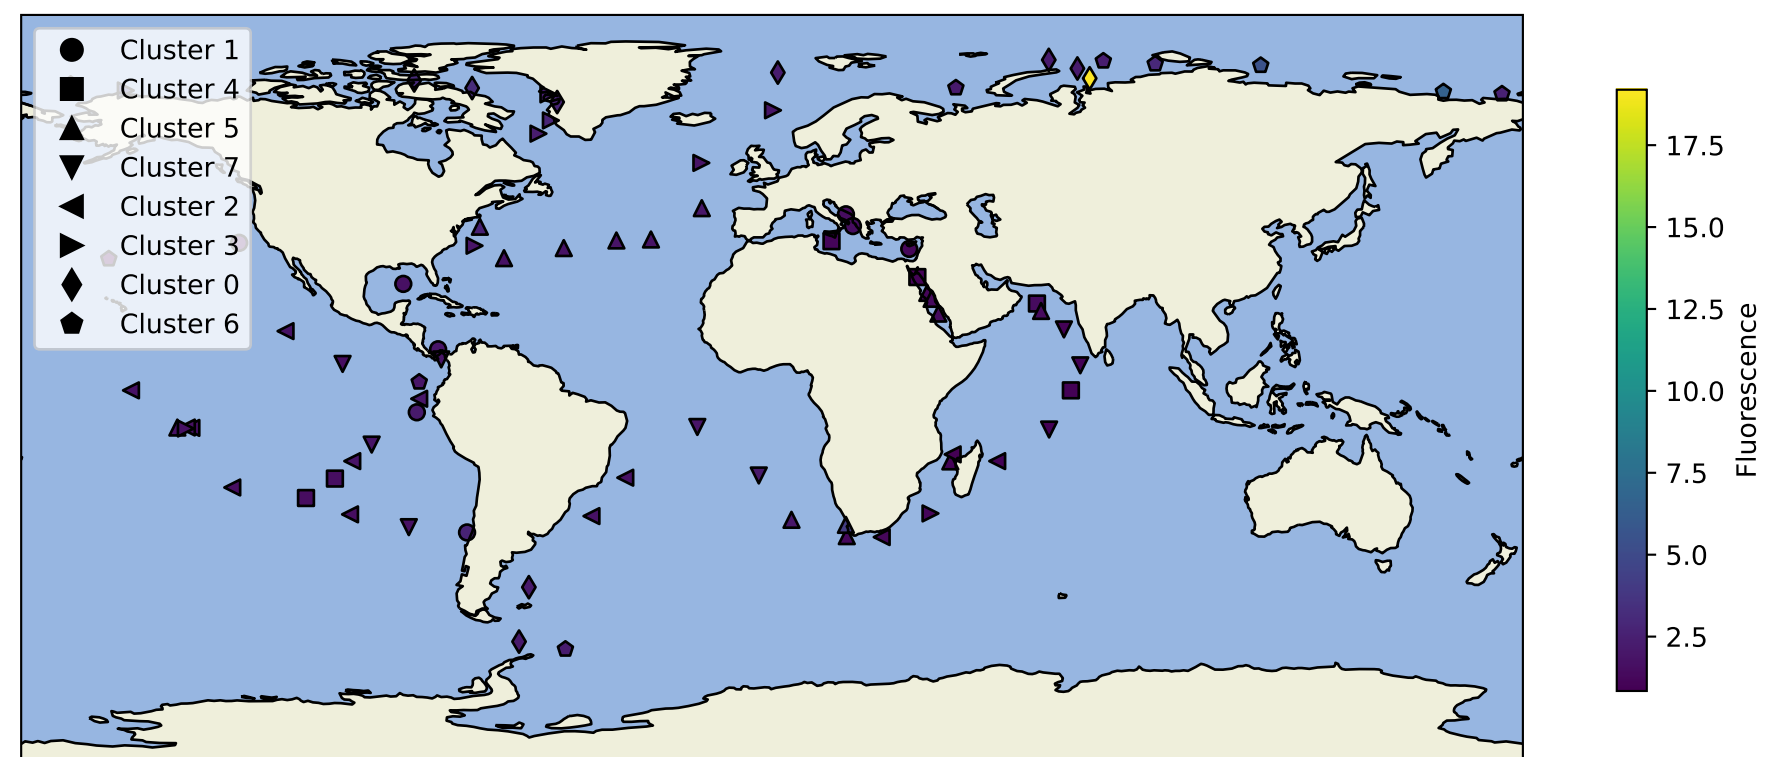 Cluster 1
Cluster 4
Cluster 5
Cluster 7
Cluster 2
Cluster 3
Cluster 0
Cluster 6
17.5
15.0
12.5
10.0
7.5
5.0
2.5
Fluorescence